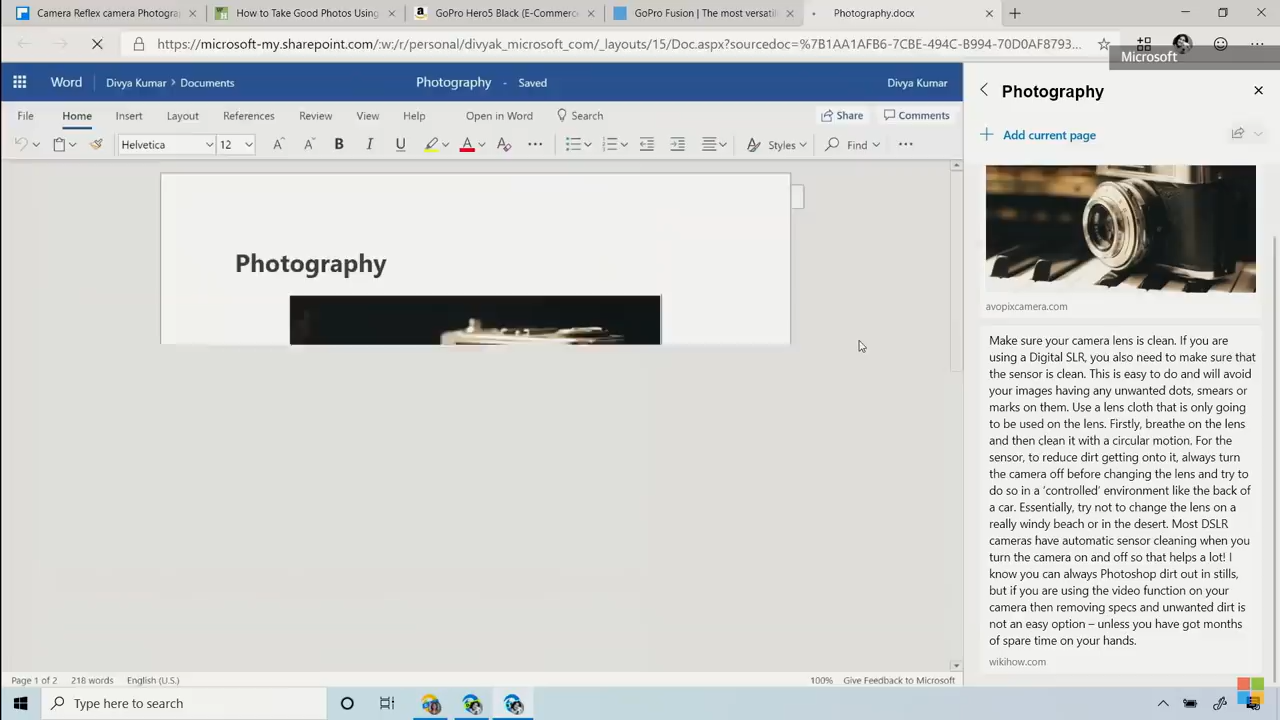 Camera Reflex camera Photograp
How to Take Good Photos Using
GoPro Hero5 Black (E-Commerc
GoPro Fusion | The most versatil
Photography.docx
https://microsoft-my.sharepoint.com/:w:/r/personal/divyak_microsoft_com/_layouts/15/Doc.aspx?sourcedoc=%7B1AA1AFB6-7CBE-494C-B994-70D0AF8793...
Microsoft
Word
Divya Kumar > Documents
Photography - Saved
Divya Kumar
File
Home
Insert
Layout
References
Review
View
Help
Open in Word
Search
Share
Comments
Helvetica
12
B
I
U
A
Styles
Find
Photography
Page 1 of 2
218 words
English (U.S.)
100%
Give Feedback to Microsoft
Photography
Add current page
avopixcamera.com
Make sure your camera lens is clean. If you are
using a Digital SLR, you also need to make sure that
the sensor is clean. This is easy to do and will avoid
your images having any unwanted dots, smears or
marks on them. Use a lens cloth that is only going
to be used on the lens. Firstly, breathe on the lens
and then clean it with a circular motion. For the
sensor, to reduce dirt getting onto it, always turn
the camera off before changing the lens and try to
do so in a ‘controlled’ environment like the back of
a car. Essentially, try not to change the lens on a
really windy beach or in the desert. Most DSLR
cameras have automatic sensor cleaning when you
turn the camera on and off so that helps a lot! I
know you can always Photoshop dirt out in stills,
but if you are using the video function on your
camera then removing specs and unwanted dirt is
not an easy option – unless you have got months
of spare time on your hands.
wikihow.com
Type here to search